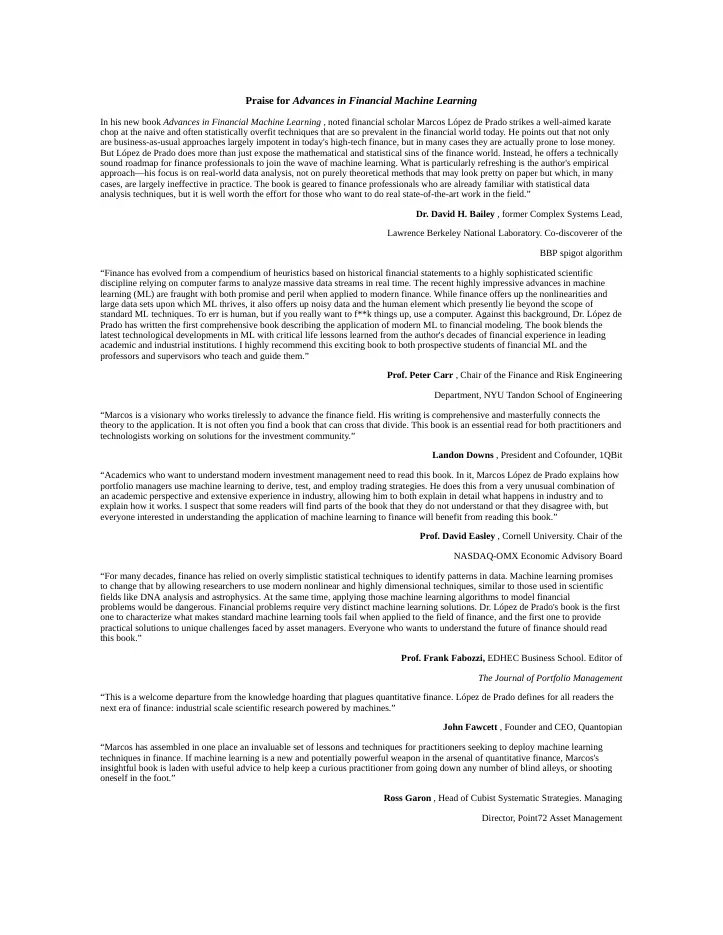 Praise for Advances in Financial Machine Learning
In his new book Advances in Financial Machine Learning , noted financial scholar Marcos López de Prado strikes a well-aimed karate
chop at the naive and often statistically overfit techniques that are so prevalent in the financial world today. He points out that not only
are business-as-usual approaches largely impotent in today's high-tech finance, but in many cases they are actually prone to lose money.
But López de Prado does more than just expose the mathematical and statistical sins of the finance world. Instead, he offers a technically
sound roadmap for finance professionals to join the wave of machine learning. What is particularly refreshing is the author's empirical
approach—his focus is on real-world data analysis, not on purely theoretical methods that may look pretty on paper but which, in many
cases, are largely ineffective in practice. The book is geared to finance professionals who are already familiar with statistical data
analysis techniques, but it is well worth the effort for those who want to do real state-of-the-art work in the field.”
Dr. David H. Bailey , former Complex Systems Lead,
Lawrence Berkeley National Laboratory. Co-discoverer of the
BBP spigot algorithm
“Finance has evolved from a compendium of heuristics based on historical financial statements to a highly sophisticated scientific
discipline relying on computer farms to analyze massive data streams in real time. The recent highly impressive advances in machine
learning (ML) are fraught with both promise and peril when applied to modern finance. While finance offers up the nonlinearities and
large data sets upon which ML thrives, it also offers up noisy data and the human element which presently lie beyond the scope of
standard ML techniques. To err is human, but if you really want to f**k things up, use a computer. Against this background, Dr. López de
Prado has written the first comprehensive book describing the application of modern ML to financial modeling. The book blends the
latest technological developments in ML with critical life lessons learned from the author's decades of financial experience in leading
academic and industrial institutions. I highly recommend this exciting book to both prospective students of financial ML and the
professors and supervisors who teach and guide them.”
Prof. Peter Carr , Chair of the Finance and Risk Engineering
Department, NYU Tandon School of Engineering
“Marcos is a visionary who works tirelessly to advance the finance field. His writing is comprehensive and masterfully connects the
theory to the application. It is not often you find a book that can cross that divide. This book is an essential read for both practitioners and
technologists working on solutions for the investment community.”
Landon Downs , President and Cofounder, 1QBit
“Academics who want to understand modern investment management need to read this book. In it, Marcos López de Prado explains how
portfolio managers use machine learning to derive, test, and employ trading strategies. He does this from a very unusual combination of
an academic perspective and extensive experience in industry, allowing him to both explain in detail what happens in industry and to
explain how it works. I suspect that some readers will find parts of the book that they do not understand or that they disagree with, but
everyone interested in understanding the application of machine learning to finance will benefit from reading this book.”
Prof. David Easley , Cornell University. Chair of the
NASDAQ-OMX Economic Advisory Board
“For many decades, finance has relied on overly simplistic statistical techniques to identify patterns in data. Machine learning promises
to change that by allowing researchers to use modern nonlinear and highly dimensional techniques, similar to those used in scientific
fields like DNA analysis and astrophysics. At the same time, applying those machine learning algorithms to model financial
problems would be dangerous. Financial problems require very distinct machine learning solutions. Dr. López de Prado's book is the first
one to characterize what makes standard machine learning tools fail when applied to the field of finance, and the first one to provide
practical solutions to unique challenges faced by asset managers. Everyone who wants to understand the future of finance should read
this book.”
Prof. Frank Fabozzi, EDHEC Business School. Editor of
The Journal of Portfolio Management
“This is a welcome departure from the knowledge hoarding that plagues quantitative finance. López de Prado defines for all readers the
next era of finance: industrial scale scientific research powered by machines.”
John Fawcett , Founder and CEO, Quantopian
“Marcos has assembled in one place an invaluable set of lessons and techniques for practitioners seeking to deploy machine learning
techniques in finance. If machine learning is a new and potentially powerful weapon in the arsenal of quantitative finance, Marcos's
insightful book is laden with useful advice to help keep a curious practitioner from going down any number of blind alleys, or shooting
oneself in the foot.”
Ross Garon , Head of Cubist Systematic Strategies. Managing
Director, Point72 Asset Management